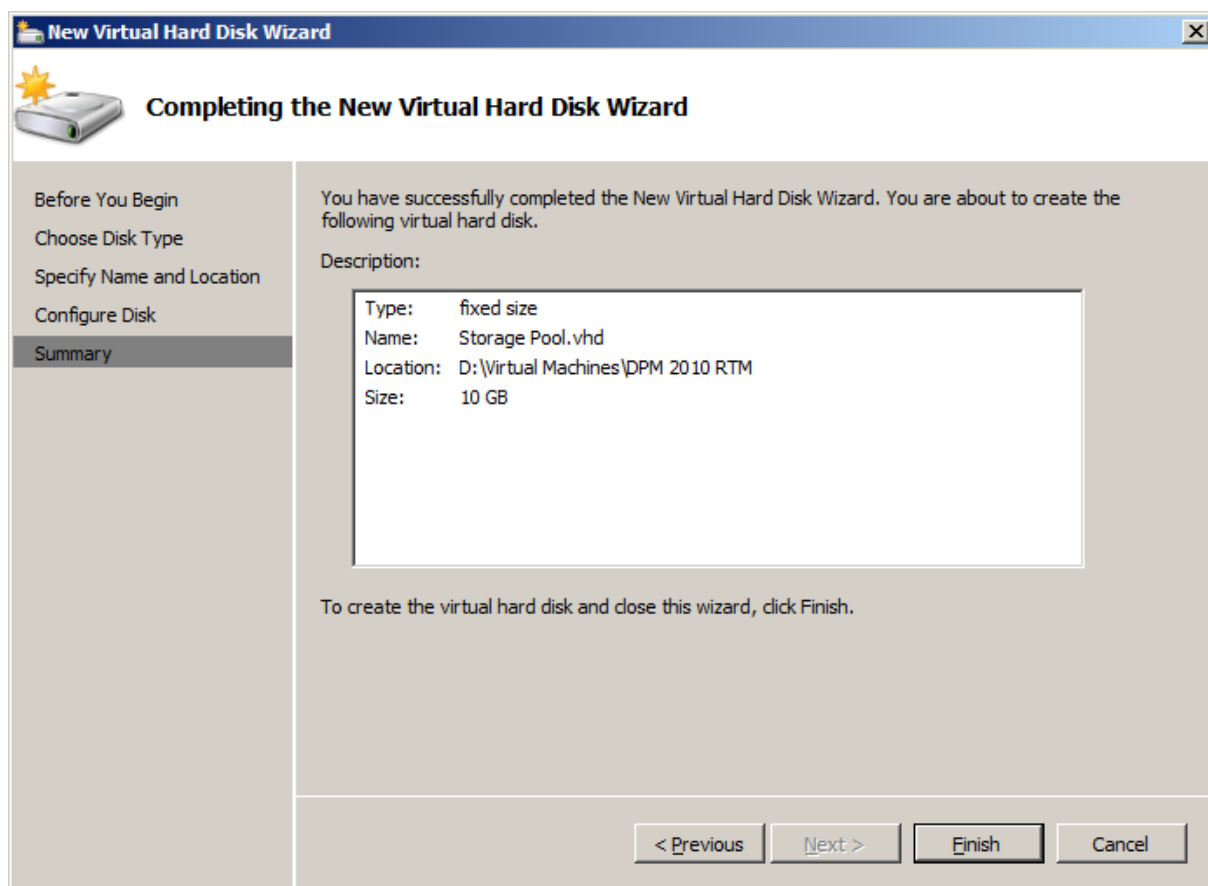 New Virtual Hard Disk Wizard
Completing the New Virtual Hard Disk Wizard
Before You Begin
Choose Disk Type
Specify Name and Location
Configure Disk
Summary
You have successfully completed the New Virtual Hard Disk Wizard. You are about to create the
following virtual hard disk.
Description:
Type: fixed size
Name: Storage Pool.vhd
Location: D:\Virtual Machines\DPM 2010 RTM
Size: 10 GB
To create the virtual hard disk and close this wizard, click Finish.
< Previous Next > Finish Cancel